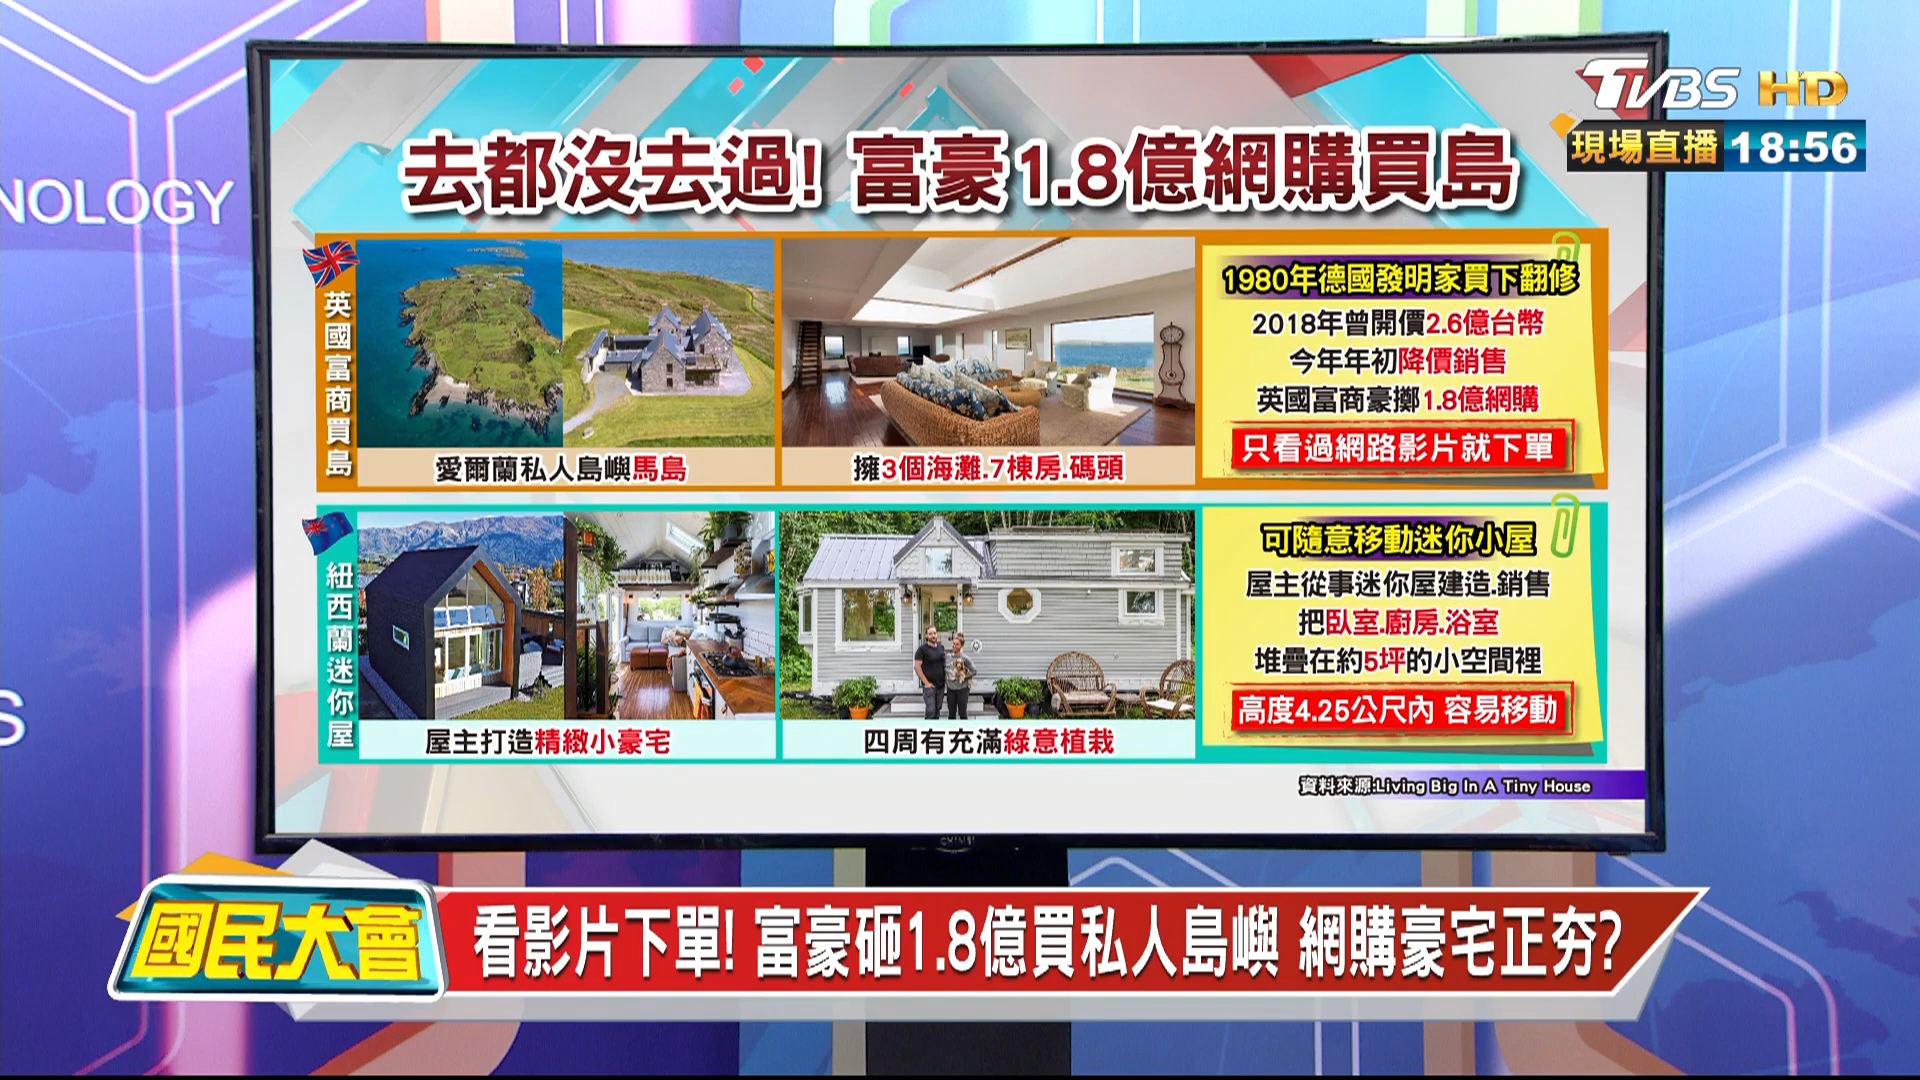 TVBS HD
現場直播 18:56
NOLOGY
去都沒去過! 富豪1.8億網購買島
英國富商買島
愛爾蘭私人島嶼馬島
擁3個海灘.7棟房.碼頭
1980年德國發明家買下翻修
2018年曾開價2.6億台幣
今年年初降價銷售
英國富商豪擲1.8億網購
只看過網路影片就下單
紐西蘭迷你屋
屋主打造精緻小豪宅
四周有充滿綠意植栽
可隨意移動迷你小屋
屋主從事迷你屋建造.銷售
把臥室.廚房.浴室
堆疊在約5坪的小空間裡
高度4.25公尺內 容易移動
資料來源:Living Big In A Tiny House
S
CHIMEI
國民大會
看影片下單! 富豪砸1.8億買私人島嶼 網購豪宅正夯?